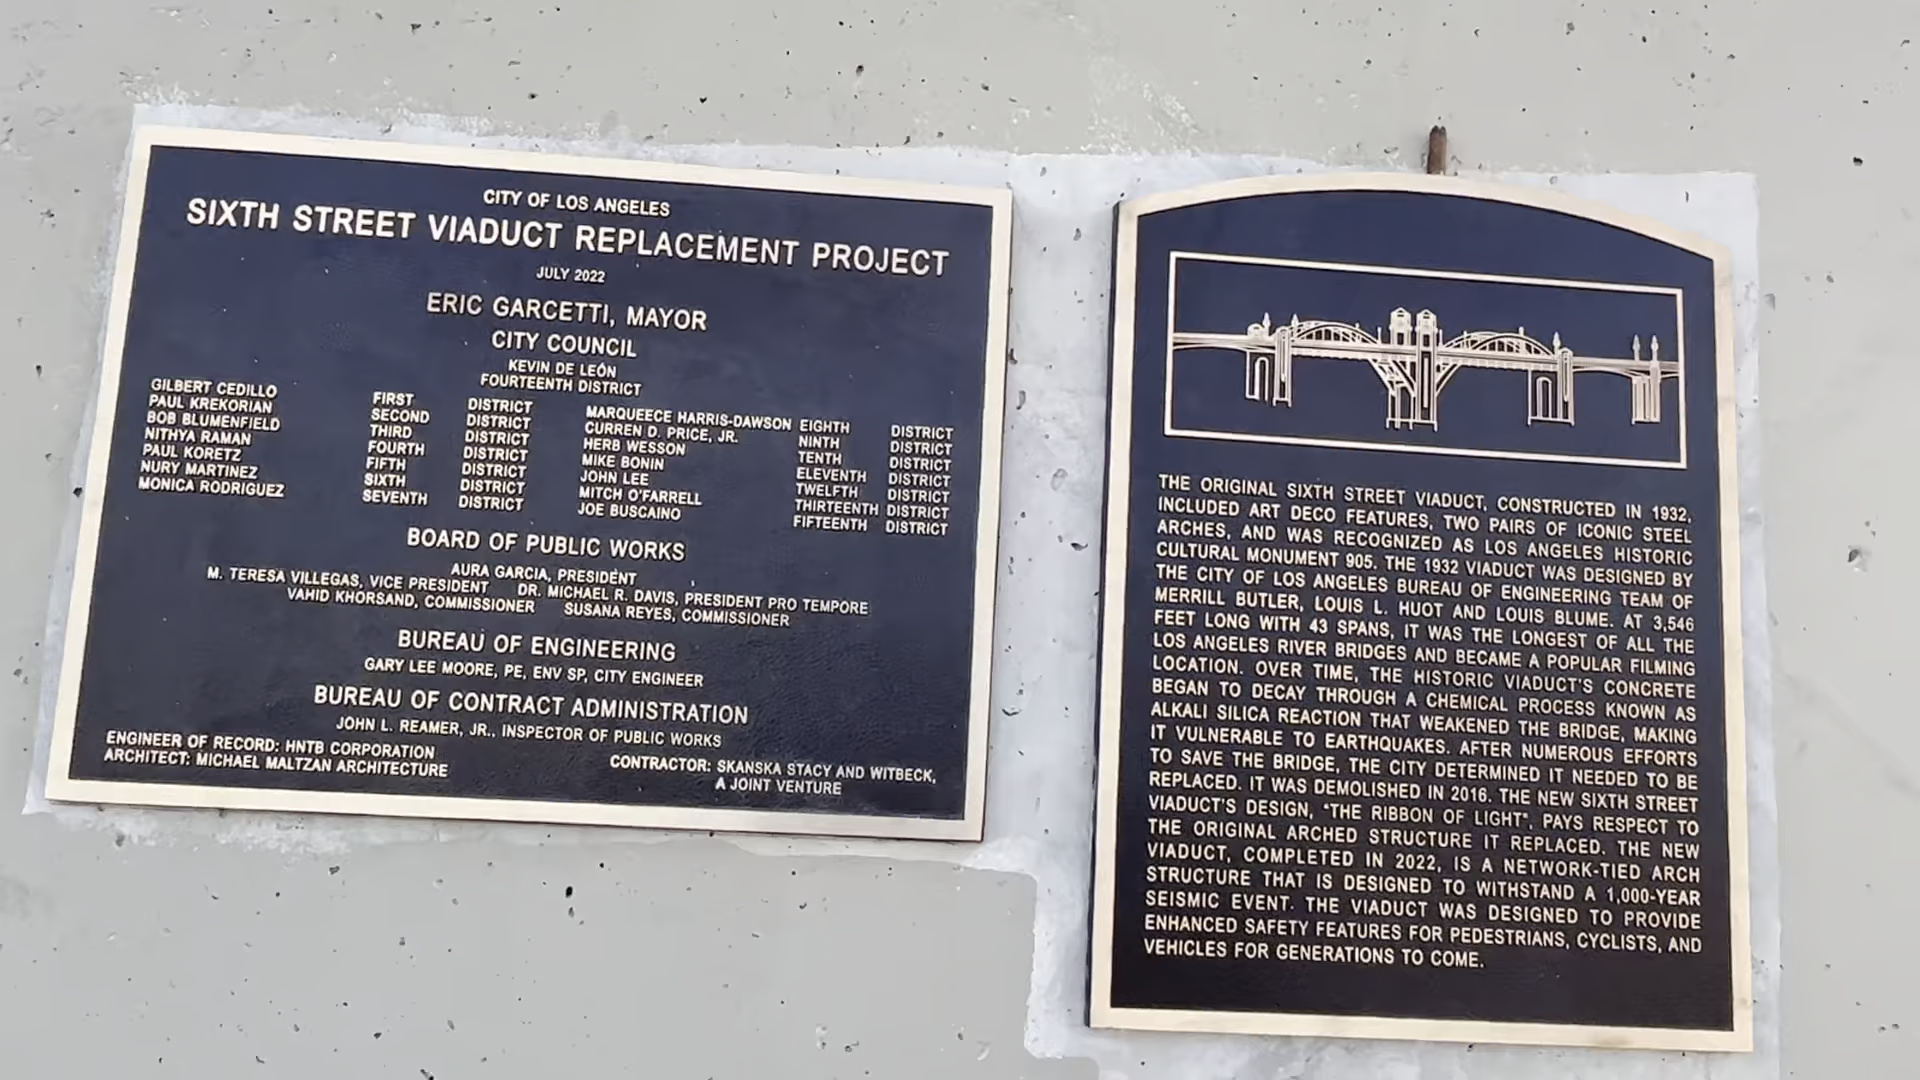 CITY OF LOS ANGELES
SIXTH STREET VIADUCT REPLACEMENT PROJECT
JULY 2022
ERIC GARCETTI, MAYOR
CITY COUNCIL
KEVIN DE LEÓN
FOURTEENTH DISTRICT
GILBERT CEDILLO FIRST DISTRICT
PAUL KREKORIAN SECOND DISTRICT
BOB BLUMENFIELD THIRD DISTRICT
NITHYA RAMAN FOURTH DISTRICT
PAUL KORETZ FIFTH DISTRICT
NURY MARTINEZ SIXTH DISTRICT
MONICA RODRIGUEZ SEVENTH DISTRICT
MARQUEECE HARRIS-DAWSON EIGHTH DISTRICT
CURREN D. PRICE, JR. NINTH DISTRICT
HERB WESSON TENTH DISTRICT
MIKE BONIN ELEVENTH DISTRICT
JOHN LEE TWELFTH DISTRICT
MITCH O'FARRELL THIRTEENTH DISTRICT
JOE BUSCAINO FIFTEENTH DISTRICT
BOARD OF PUBLIC WORKS
AURA GARCIA, PRESIDENT
M. TERESA VILLEGAS, VICE PRESIDENT DR. MICHAEL R. DAVIS, PRESIDENT PRO TEMPORE
VAHID KHORSAND, COMMISSIONER SUSANA REYES, COMMISSIONER
BUREAU OF ENGINEERING
GARY LEE MOORE, PE, ENV SP, CITY ENGINEER
BUREAU OF CONTRACT ADMINISTRATION
JOHN L. REAMER, JR., INSPECTOR OF PUBLIC WORKS
ENGINEER OF RECORD: HNTB CORPORATION
ARCHITECT: MICHAEL MALTZAN ARCHITECTURE
CONTRACTOR: SKANSKA STACY AND WITBECK,
A JOINT VENTURE
THE ORIGINAL SIXTH STREET VIADUCT, CONSTRUCTED IN 1932,
INCLUDED ART DECO FEATURES, TWO PAIRS OF ICONIC STEEL
ARCHES, AND WAS RECOGNIZED AS LOS ANGELES HISTORIC
CULTURAL MONUMENT 905. THE 1932 VIADUCT WAS DESIGNED BY
THE CITY OF LOS ANGELES BUREAU OF ENGINEERING TEAM OF
MERRILL BUTLER, LOUIS L. HUOT AND LOUIS BLUME. AT 3,546
FEET LONG WITH 43 SPANS, IT WAS THE LONGEST OF ALL THE
LOS ANGELES RIVER BRIDGES AND BECAME A POPULAR FILMING
LOCATION. OVER TIME, THE HISTORIC VIADUCT'S CONCRETE
BEGAN TO DECAY THROUGH A CHEMICAL PROCESS KNOWN AS
ALKALI SILICA REACTION THAT WEAKENED THE BRIDGE, MAKING
IT VULNERABLE TO EARTHQUAKES. AFTER NUMEROUS EFFORTS
TO SAVE THE BRIDGE, THE CITY DETERMINED IT NEEDED TO BE
REPLACED. IT WAS DEMOLISHED IN 2016. THE NEW SIXTH STREET
VIADUCT'S DESIGN, "THE RIBBON OF LIGHT", PAYS RESPECT TO
THE ORIGINAL ARCHED STRUCTURE IT REPLACED. THE NEW
VIADUCT, COMPLETED IN 2022, IS A NETWORK-TIED ARCH
STRUCTURE THAT IS DESIGNED TO WITHSTAND A 1,000-YEAR
SEISMIC EVENT. THE VIADUCT WAS DESIGNED TO PROVIDE
ENHANCED SAFETY FEATURES FOR PEDESTRIANS, CYCLISTS, AND
VEHICLES FOR GENERATIONS TO COME.